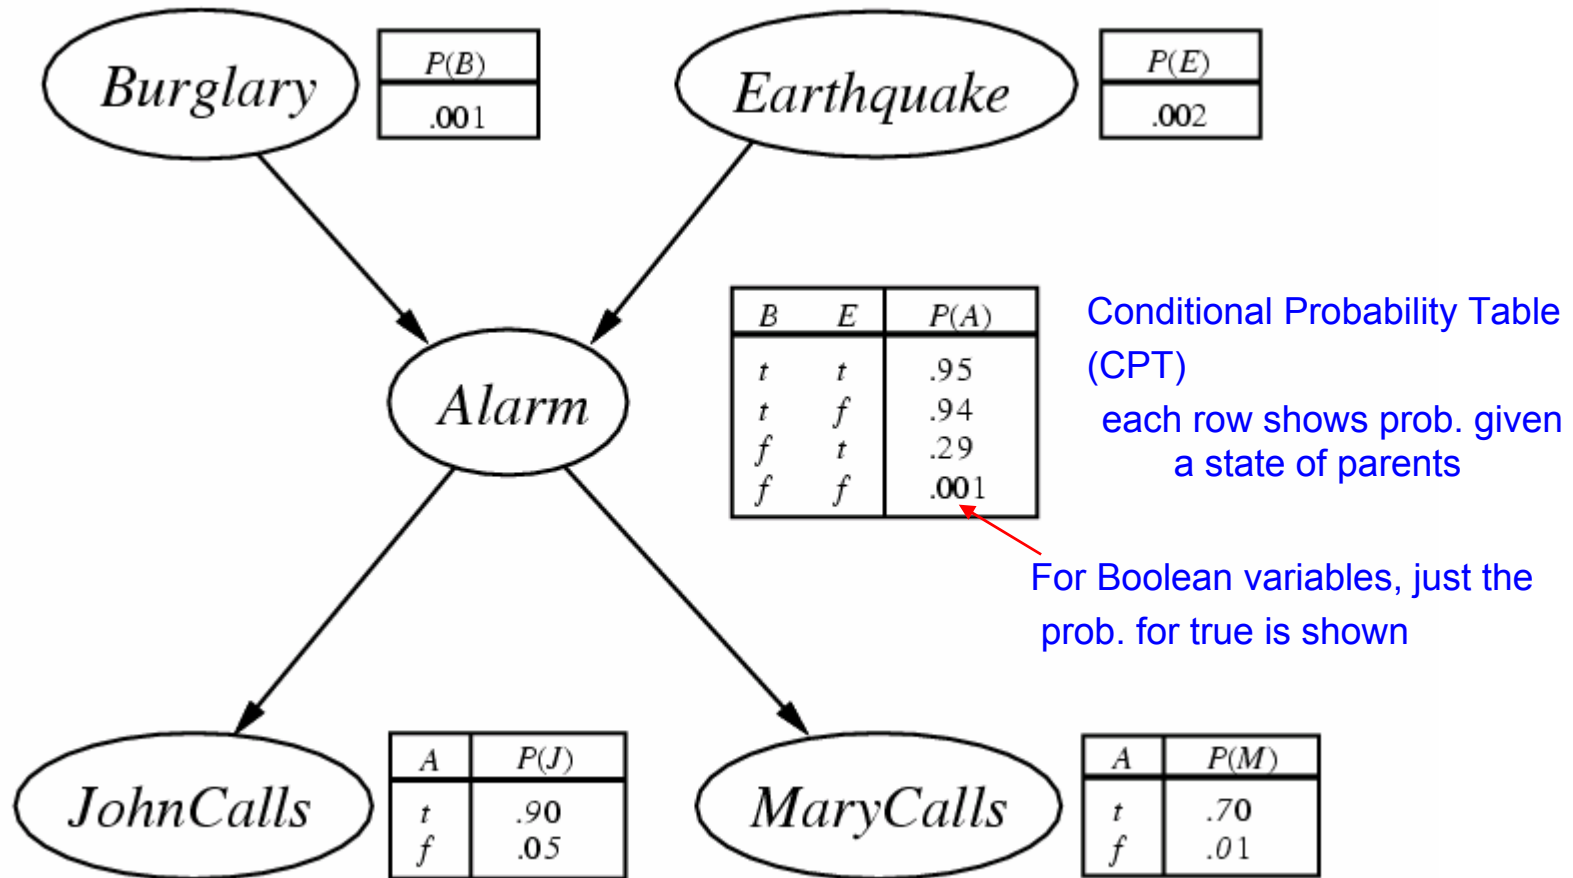 Burglary
P(B)
.001
Earthquake
P(E)
.002
Alarm
B E P(A)
t t .95
t f .94
f t .29
f f .001
Conditional Probability Table
(CPT)
each row shows prob. given
a state of parents
For Boolean variables, just the
prob. for true is shown
JohnCalls
A P(J)
t .90
f .05
MaryCalls
A P(M)
t .70
f .01